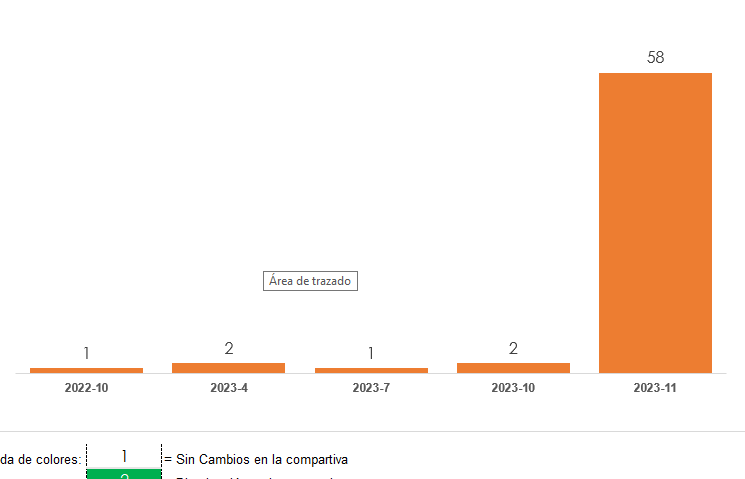 58
Área de trazado
1 2 1 2
2022-10 2023-4 2023-7 2023-10 2023-11
da de colores: 1 = Sin Cambios en la compartiva